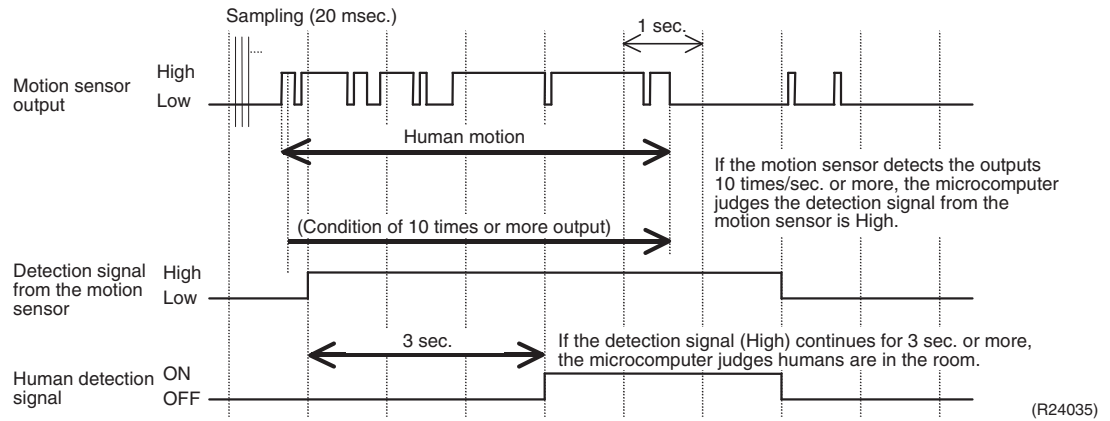 Sampling (20 msec.)
....
1 sec.
Motion sensor
output
High
Low
Human motion
If the motion sensor detects the outputs
10 times/sec. or more, the microcomputer
judges the detection signal from the
motion sensor is High.
(Condition of 10 times or more output)
Detection signal
from the motion
sensor
High
Low
3 sec.
If the detection signal (High) continues for 3 sec. or more,
the microcomputer judges humans are in the room.
Human detection
signal
ON
OFF
(R24035)